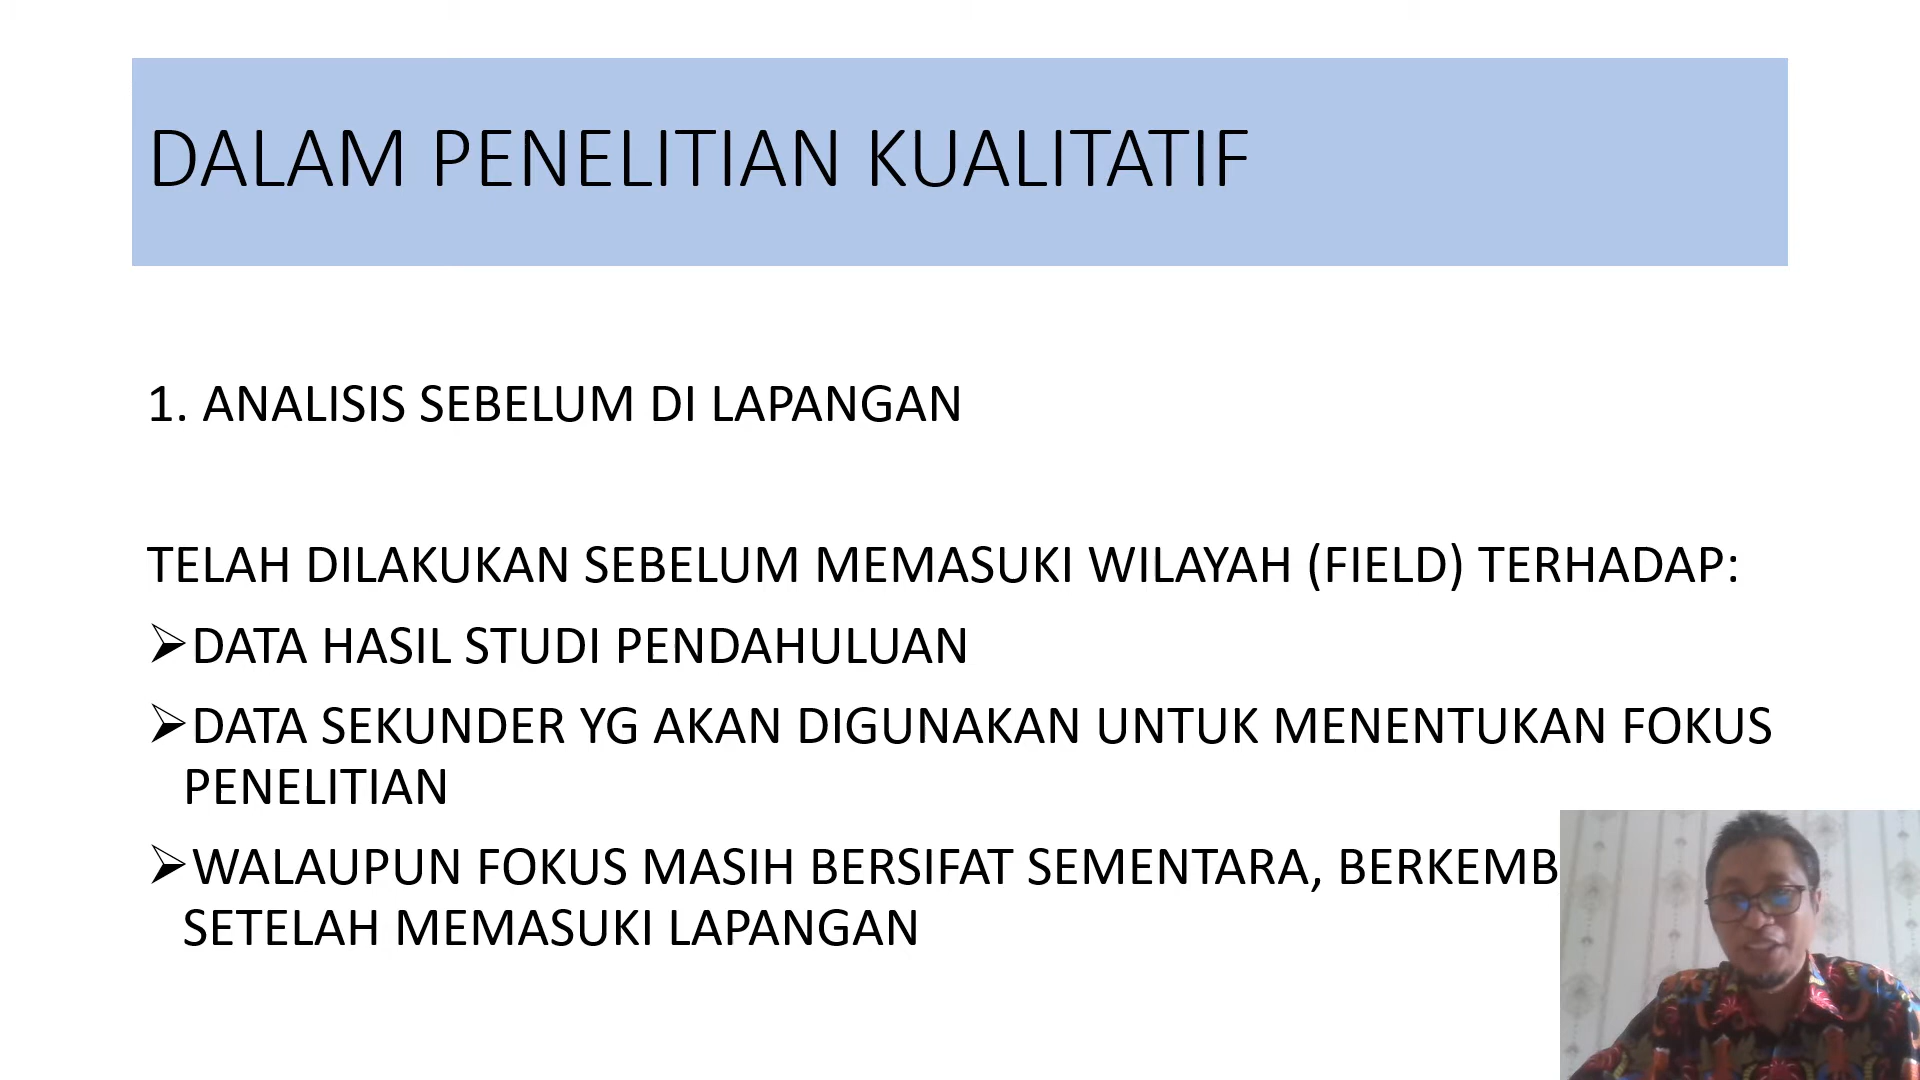 DALAM PENELITIAN KUALITATIF
1. ANALISIS SEBELUM DI LAPANGAN
TELAH DILAKUKAN SEBELUM MEMASUKI WILAYAH (FIELD) TERHADAP:
➢DATA HASIL STUDI PENDAHULUAN
➢DATA SEKUNDER YG AKAN DIGUNAKAN UNTUK MENENTUKAN FOKUS
PENELITIAN
➢WALAUPUN FOKUS MASIH BERSIFAT SEMENTARA,
SETELAH MEMASUKI LAPANGAN